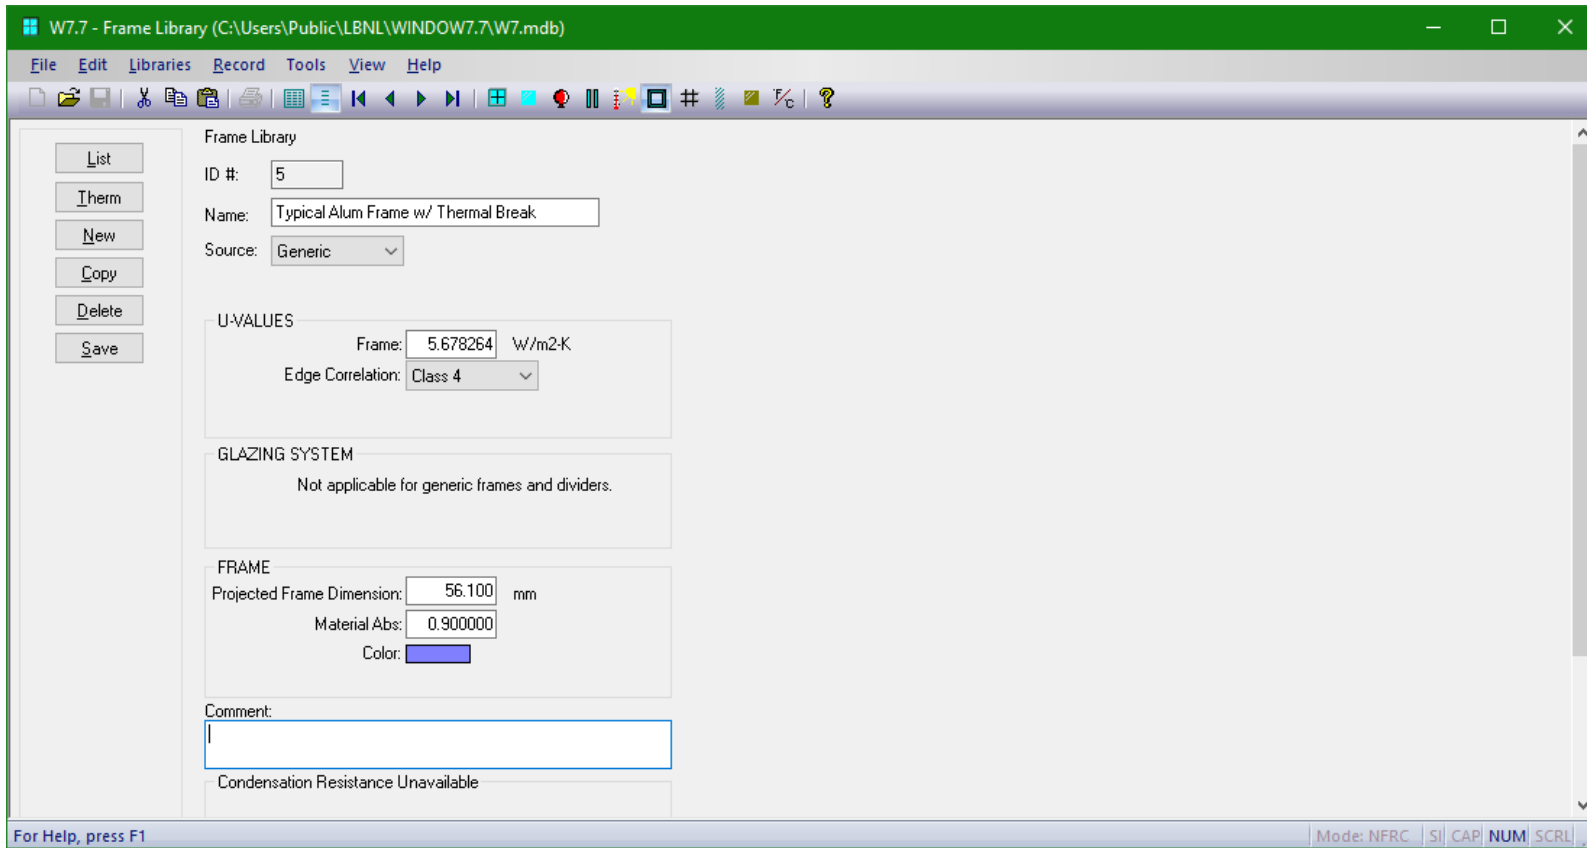 W7.7 - Frame Library (C:\Users\Public\LBNL\WINDOW7.7\W7.mdb)
File Edit Libraries Record Tools View Help
F/C
List
Therm
New
Copy
Delete
Save
Frame Library
ID #: 5
Name: Typical Alum Frame w/ Thermal Break
Source: Generic
U-VALUES
Frame: 5.678264 W/m2-K
Edge Correlation: Class 4
GLAZING SYSTEM
Not applicable for generic frames and dividers.
FRAME
Projected Frame Dimension: 56.100 mm
Material Abs: 0.900000
Color:
Comment:
Condensation Resistance Unavailable
For Help, press F1
Mode: NFRC SI CAP NUM SCRL